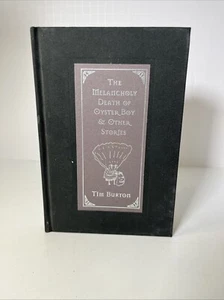 THE
MELANCHOLY
DEATH OF
OYSTER BOY
& OTHER
STORIES
TIM BURTON